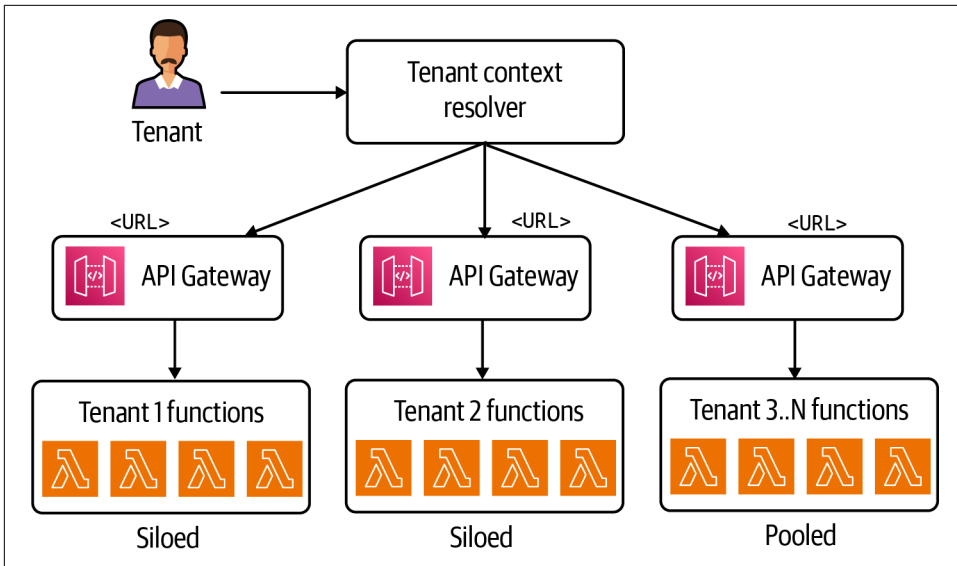 Tenant context
resolver
Tenant
<URL>
<URL>
<URL>
API Gateway
API Gateway
API Gateway
Tenant 1 functions
Tenant 2 functions
Tenant 3..N functions
Siloed
Siloed
Pooled